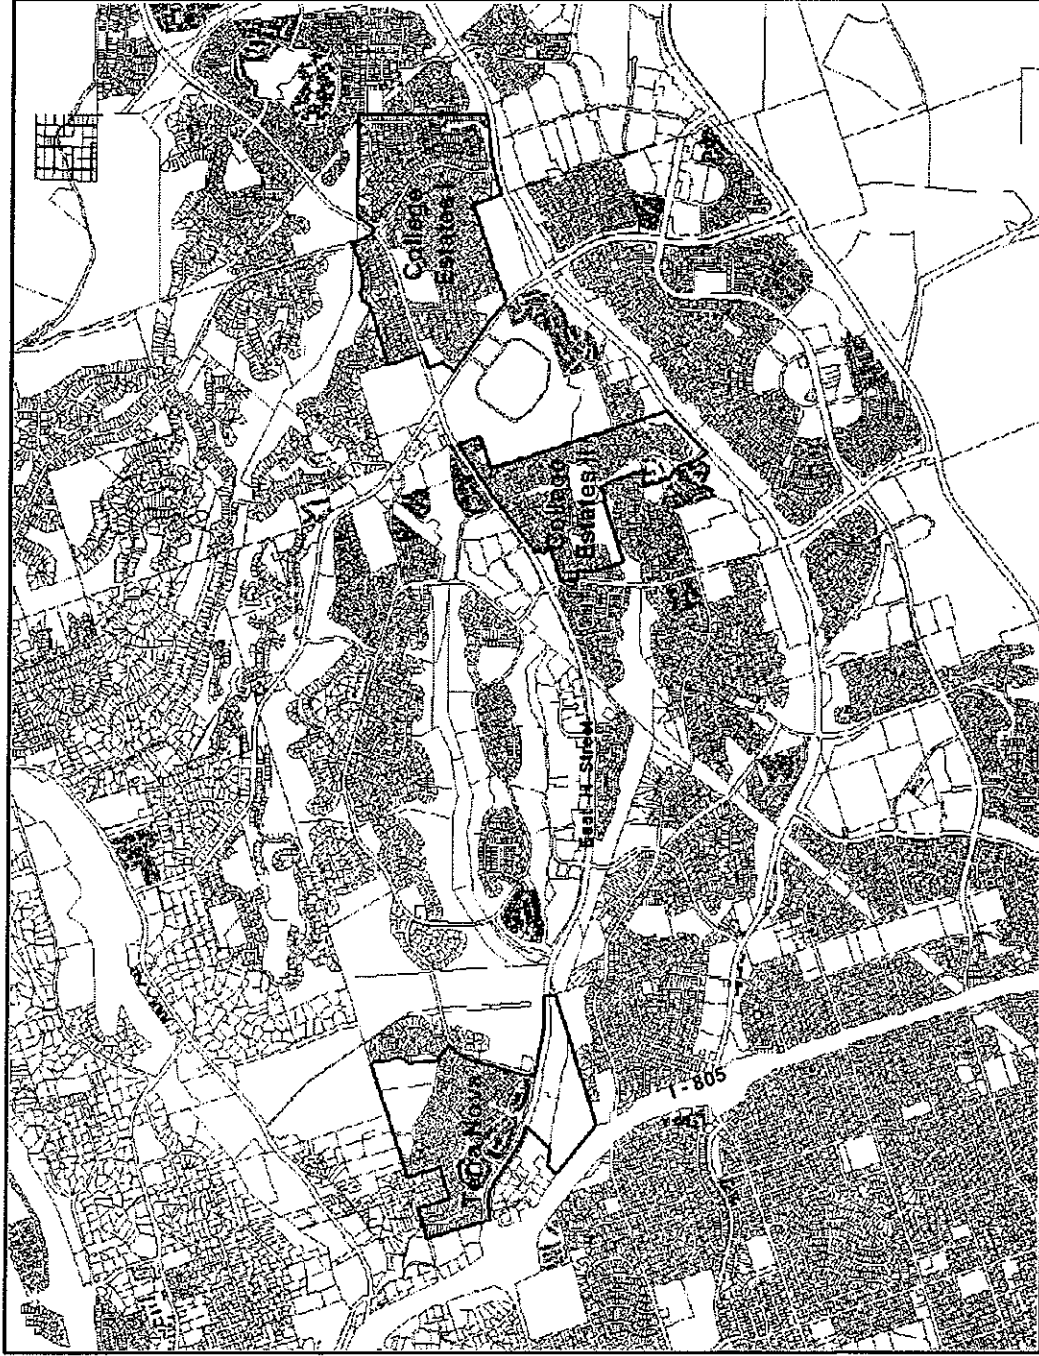 College
Estates I
College
Estates II
East H Street
Terra Nova
I - 805